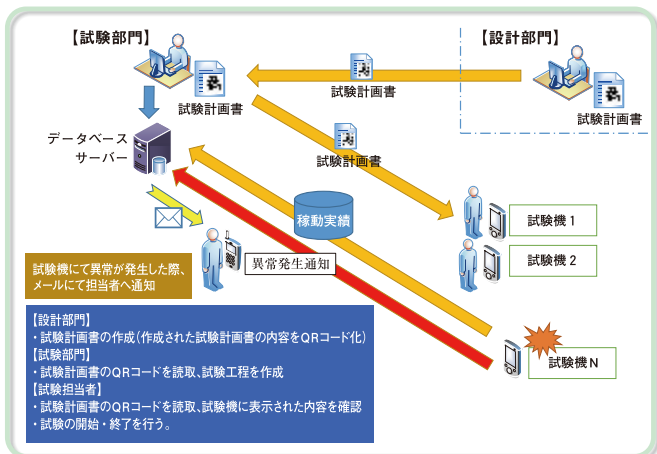 【試験部門】
【設計部門】
試験計画書
試験計画書
試験計画書
試験計画書
データベース
サーバー
稼動実績
試験機1
試験機2
異常発生通知
試験機にて異常が発生した際、
メールにて担当者へ通知
試験機N
【設計部門】
・試験計画書の作成(作成された試験計画書の内容をQRコード化)
【試験部門】
・試験計画書のQRコードを読取、試験工程を作成
【試験担当者】
・試験計画書のQRコードを読取、試験機に表示された内容を確認
・試験の開始・終了を行う。